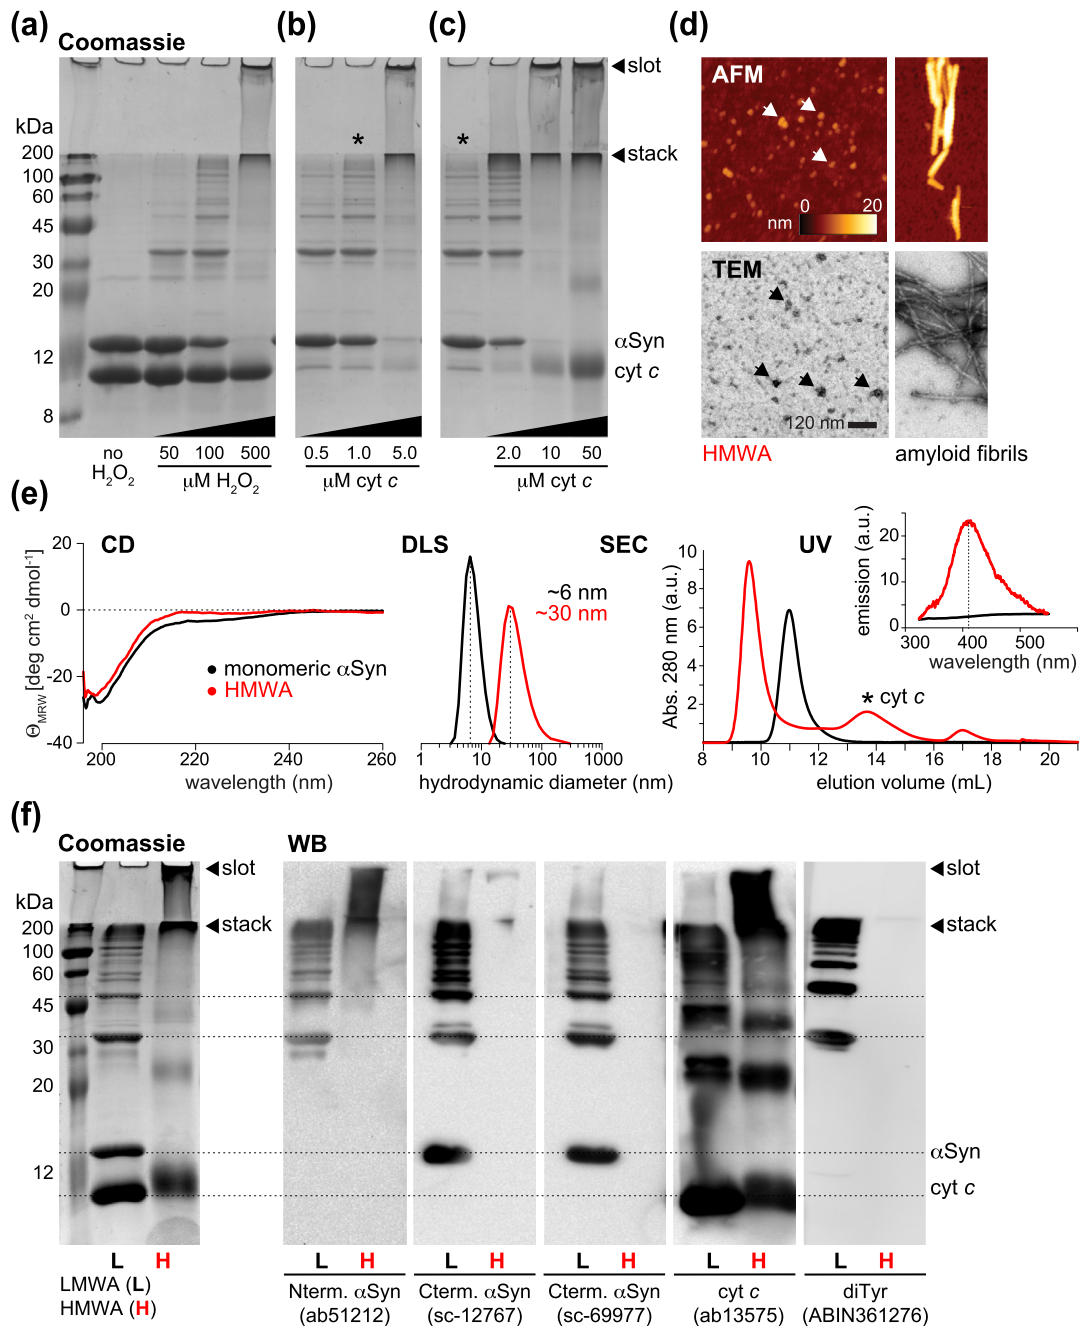 (a)
Coomassie
(b)
(c)
(d)
kDa
200
100
60
45
30
20
12
8
*
*
slot
stack
αSyn
cyt c
no
H2O2
50 100 500
μM H2O2
0.5 1.0 5.0
μM cyt c
2.0 10 50
μM cyt c
AFM
0 20
nm
TEM
120 nm
HMWA
amyloid fibrils
(e)
CD
20
0
-20
-40
ΘMRW [deg cm2 dmol-1]
monomeric αSyn
HMWA
200 220 240 260
wavelength (nm)
DLS
~6 nm
~30 nm
1 10 100 1000
hydrodynamic diameter (nm)
SEC
10
8
6
4
2
Abs. 280 nm (a.u.)
* cyt c
8 10 12 14 16 18 20
elution volume (mL)
UV
emission (a.u.)
20
10
0
300 400 500
wavelength (nm)
(f)
Coomassie
WB
kDa
200
100
60
45
30
20
12
slot
stack
slot
stack
αSyn
cyt c
L H
LMWA (L)
HMWA (H)
L H
Nterm. αSyn
(ab51212)
L H
Cterm. αSyn
(sc-12767)
L H
Cterm. αSyn
(sc-69977)
L H
cyt c
(ab13575)
L H
diTyr
(ABIN361276)